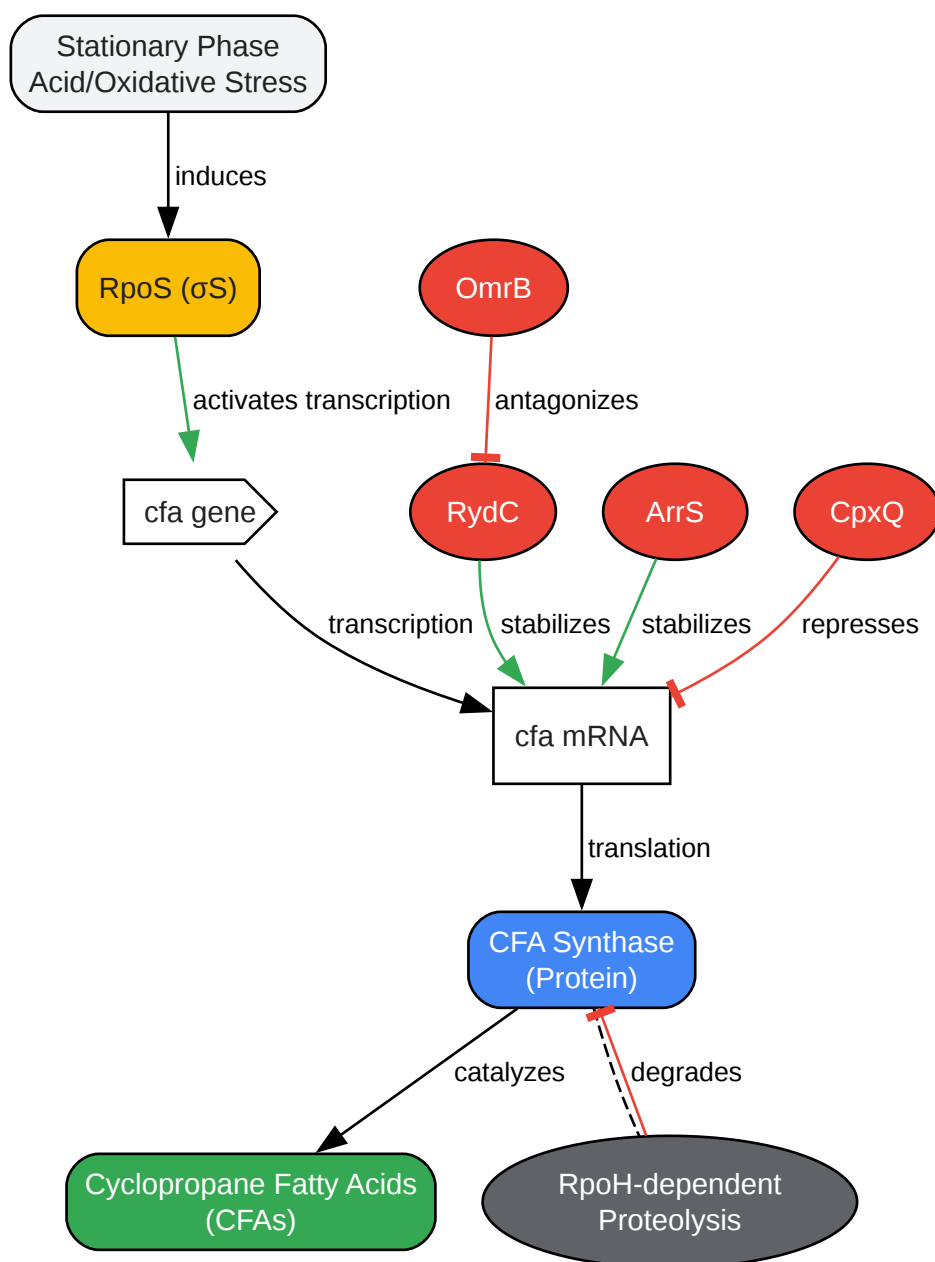 Stationary Phase
Acid/Oxidative Stress
induces
RpoS (σS)
OmrB
activates transcription
antagonizes
cfa gene
RydC
ArrS
CpxQ
transcription
stabilizes
stabilizes
represses
cfa mRNA
translation
CFA Synthase
(Protein)
catalyzes
degrades
Cyclopropane Fatty Acids
(CFAs)
RpoH-dependent
Proteolysis